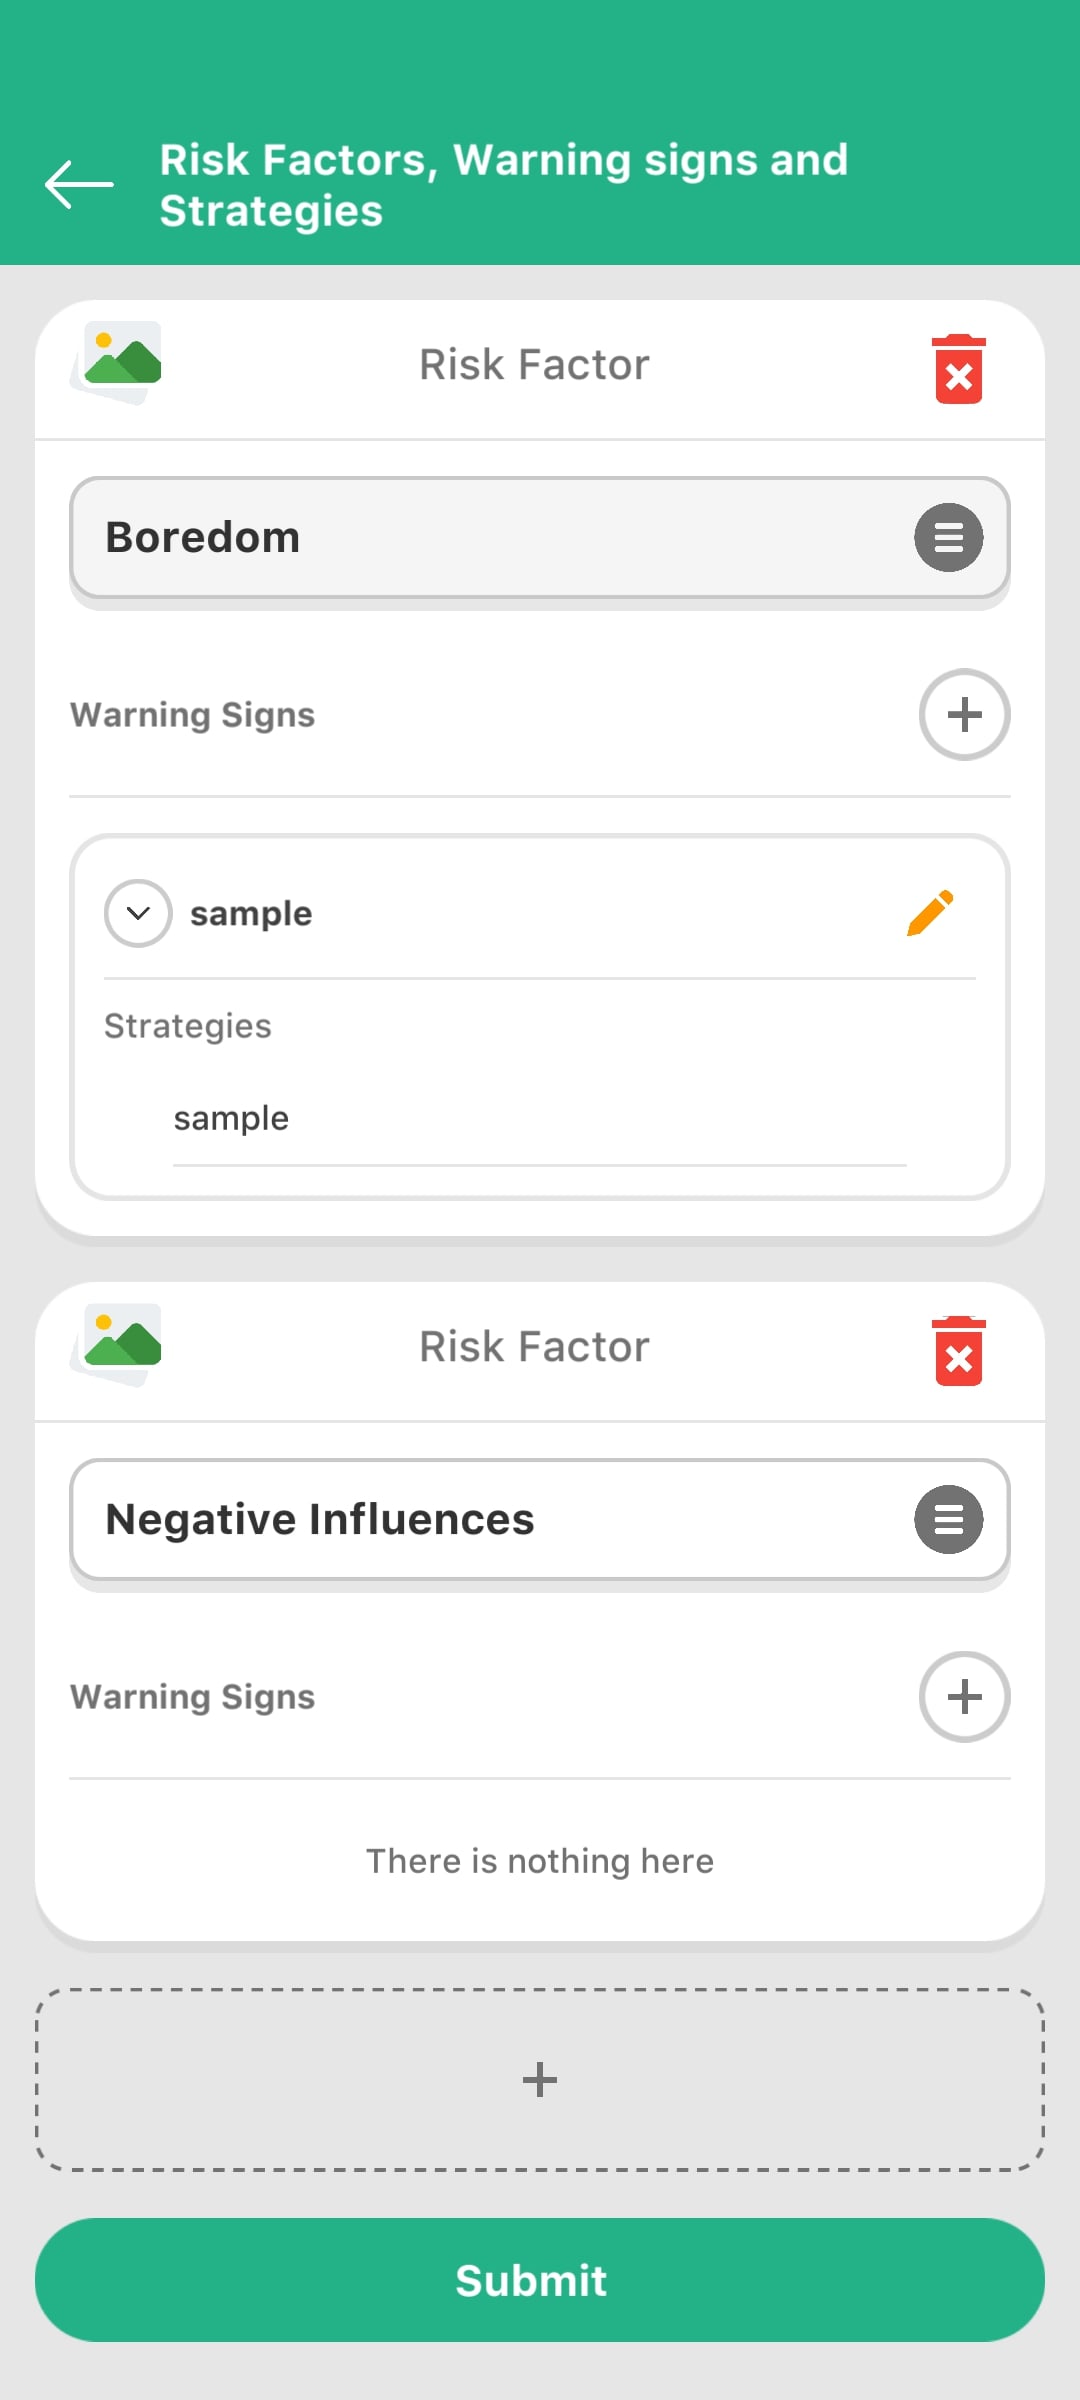 Risk Factors, Warning signs and
Strategies
Risk Factor
Boredom
Warning Signs
sample
Strategies
sample
Risk Factor
Negative Influences
Warning Signs
There is nothing here
Submit